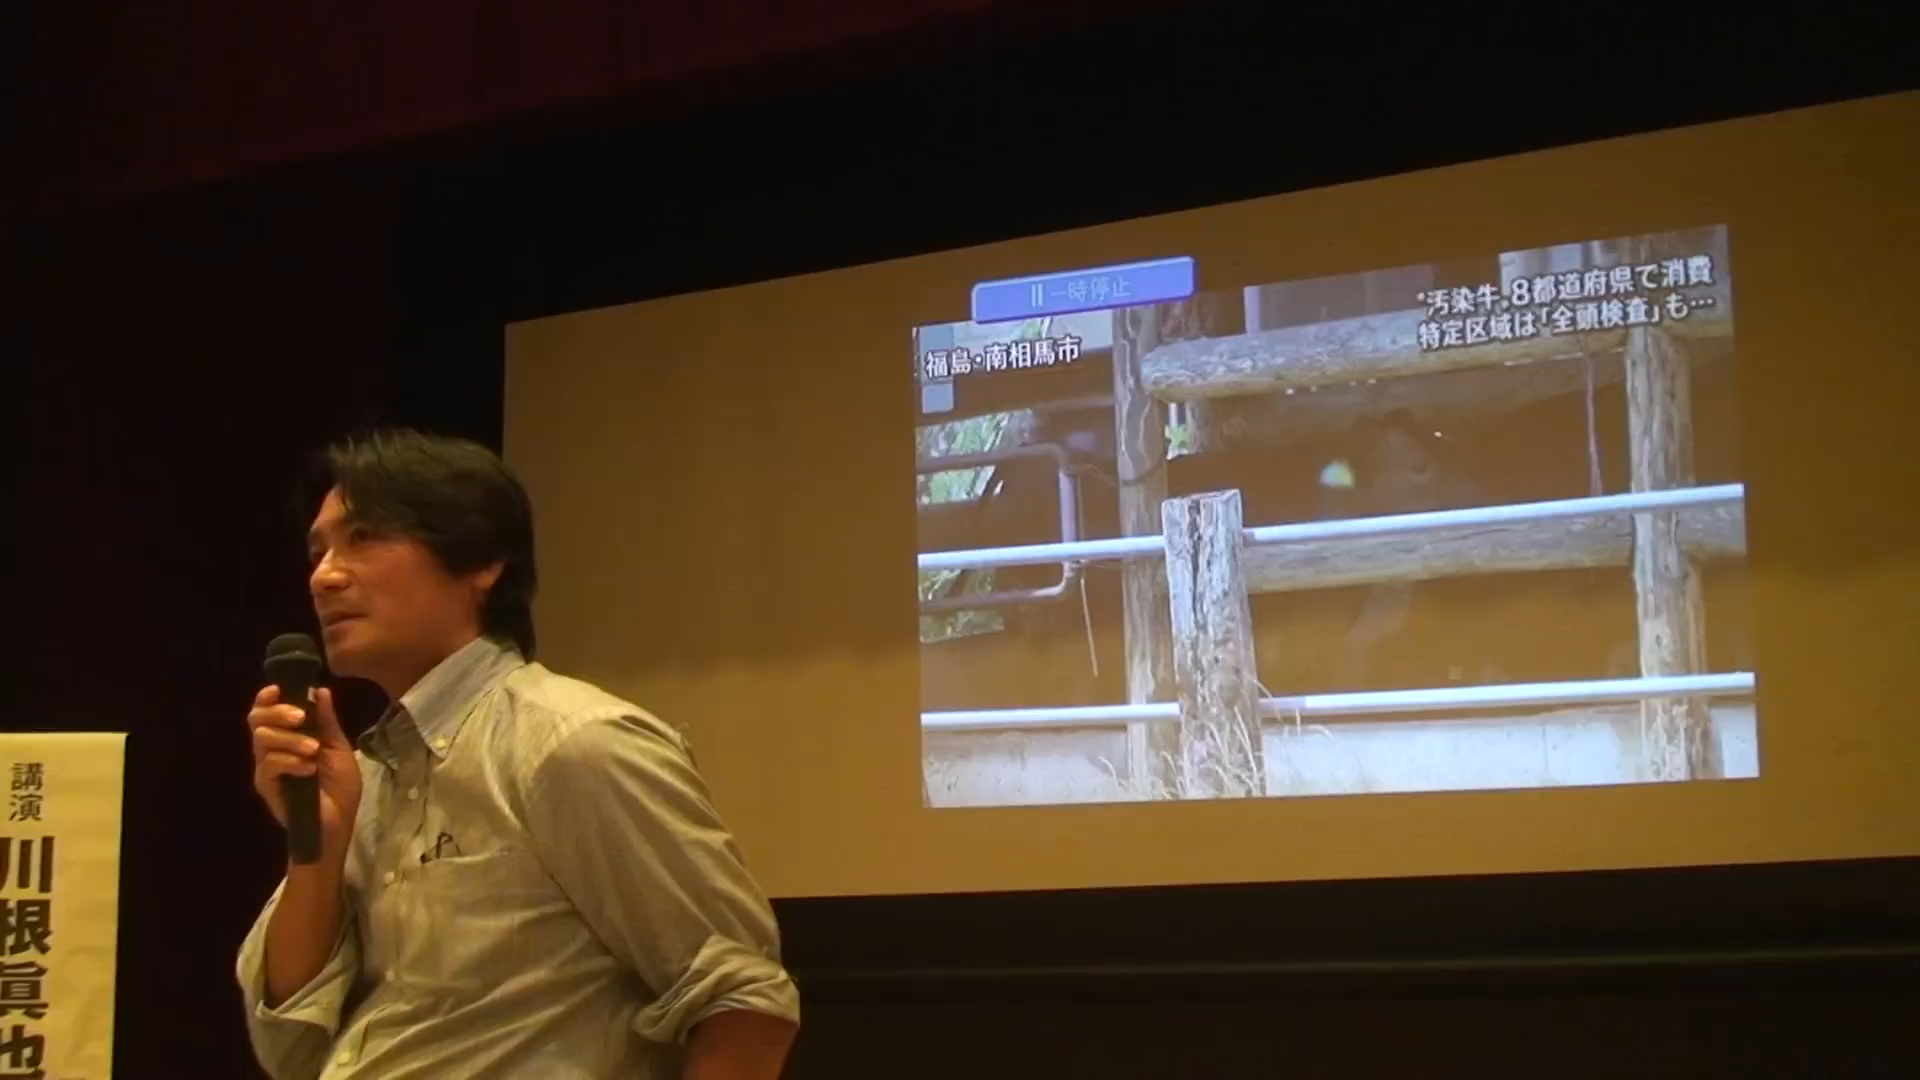 一時停止
福島・南相馬市
"汚染牛"8都道府県で消費
特定区域は「全頭検査」も…
講演
川根眞也